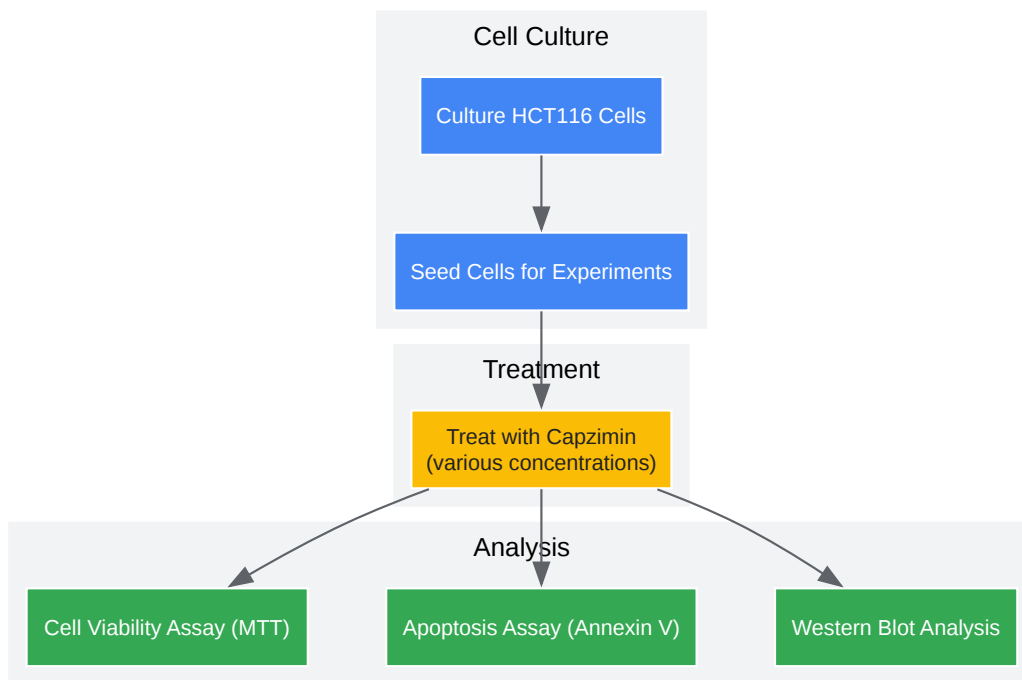 Cell Culture
Culture HCT116 Cells
Seed Cells for Experiments
Treatment
Treat with Capzimin
(various concentrations)
Analysis
Cell Viability Assay (MTT)
Apoptosis Assay (Annexin V)
Western Blot Analysis